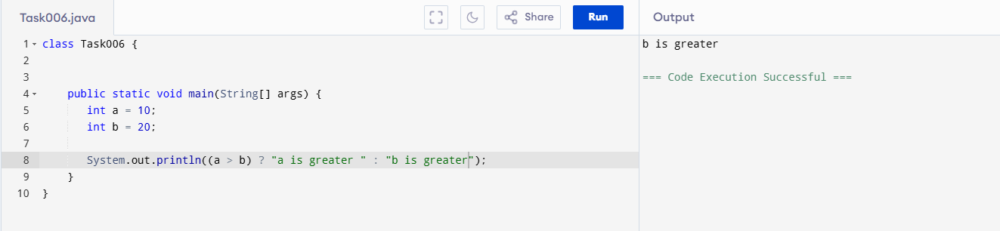 Task006.java Share Run Output
1 class Task006 {
2
3
4 public static void main(String[] args) {
5 int a = 10;
6 int b = 20;
7
8 System.out.println((a > b) ? "a is greater " : "b is greater");
9 }
10 }
b is greater
=== Code Execution Successful ===